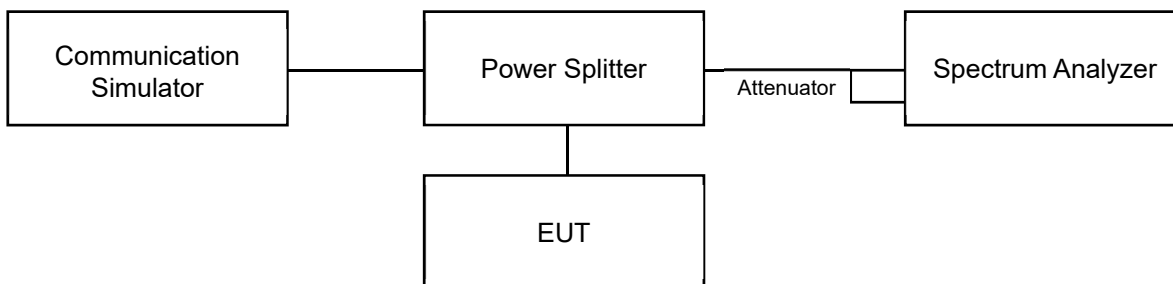 Communication
Simulator
Power Splitter
Attenuator
Spectrum Analyzer
EUT